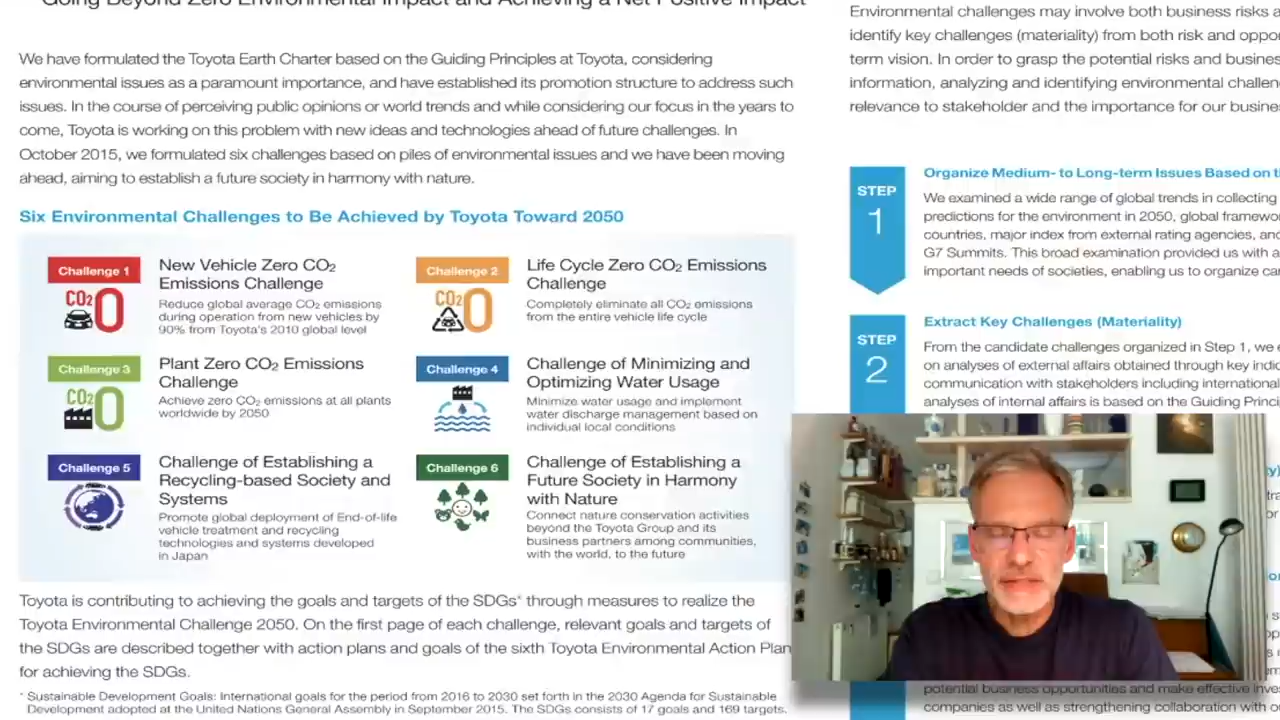 Going Beyond Zero Environmental Impact and Achieving a Net Positive Impact
We have formulated the Toyota Earth Charter based on the Guiding Principles at Toyota, considering
environmental issues as a paramount importance, and have established its promotion structure to address such
issues. In the course of perceiving public opinions or world trends and while considering our focus in the years to
come, Toyota is working on this problem with new ideas and technologies ahead of future challenges. In
October 2015, we formulated six challenges based on piles of environmental issues and we have been moving
ahead, aiming to establish a future society in harmony with nature.
Six Environmental Challenges to Be Achieved by Toyota Toward 2050
Challenge 1
CO₂ 0
New Vehicle Zero CO₂
Emissions Challenge
Reduce global average CO₂ emissions
during operation from new vehicles by
90% from Toyota's 2010 global level
Challenge 2
CO₂ 0
Life Cycle Zero CO₂ Emissions
Challenge
Completely eliminate all CO₂ emissions
from the entire vehicle life cycle
Challenge 3
CO₂ 0
Plant Zero CO₂ Emissions
Challenge
Achieve zero CO₂ emissions at all plants
worldwide by 2050
Challenge 4
Challenge of Minimizing and
Optimizing Water Usage
Minimize water usage and implement
water discharge management based on
individual local conditions
Challenge 5
Challenge of Establishing a
Recycling-based Society and
Systems
Promote global deployment of End-of-life
vehicle treatment and recycling
technologies and systems developed
in Japan
Challenge 6
Challenge of Establishing a
Future Society in Harmony
with Nature
Connect nature conservation activities
beyond the Toyota Group and its
business partners among communities,
with the world, to the future
Toyota is contributing to achieving the goals and targets of the SDGs* through measures to realize the
Toyota Environmental Challenge 2050. On the first page of each challenge, relevant goals and targets of
the SDGs are described together with action plans and goals of the sixth Toyota Environmental Action Plan
for achieving the SDGs.
* Sustainable Development Goals: International goals for the period from 2016 to 2030 set forth in the 2030 Agenda for Sustainable
Development adopted at the United Nations General Assembly in September 2015. The SDGs consists of 17 goals and 169 targets.
Environmental challenges may involve both business risks
identify key challenges (materiality) from both risk and
term vision. In order to grasp the potential risks and
information, analyzing and identifying environmental
relevance to stakeholder and the importance for our
STEP
1
Organize Medium- to Long-term Issues Based on
We examined a wide range of global trends in collecting
predictions for the environment in 2050, global
countries, major index from external rating agencies,
G7 Summits. This broad examination provided us with
important needs of societies, enabling us to organize
STEP
2
Extract Key Challenges (Materiality)
From the candidate challenges organized in Step 1, we
on analyses of external affairs obtained through key
communication with stakeholders including international
analyses of internal affairs is based on the Guiding
potential business opportunities and make effective
companies as well as strengthening collaboration with